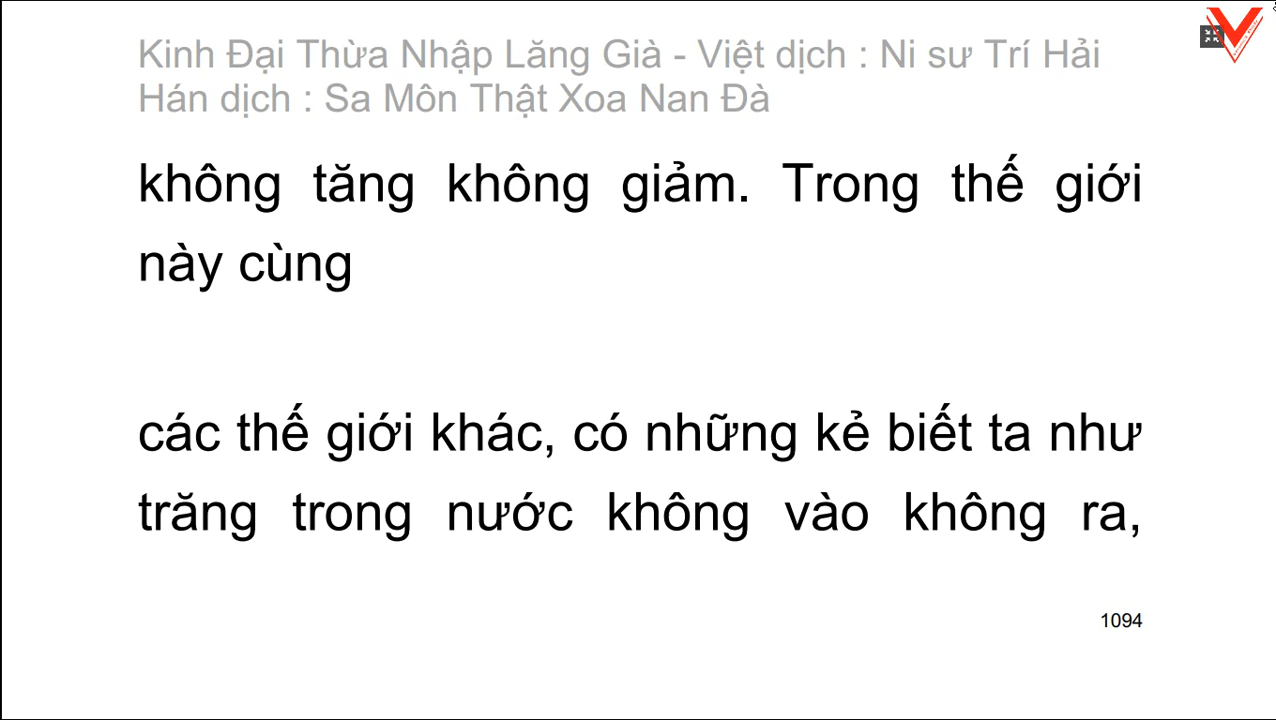 Kinh Đại Thừa Nhập Lăng Già - Việt dịch : Ni sư Trí Hải
Hán dịch : Sa Môn Thật Xoa Nan Đà
không tăng không giảm. Trong thế giới
này cùng
các thế giới khác, có những kẻ biết ta như
trăng trong nước không vào không ra,
1094